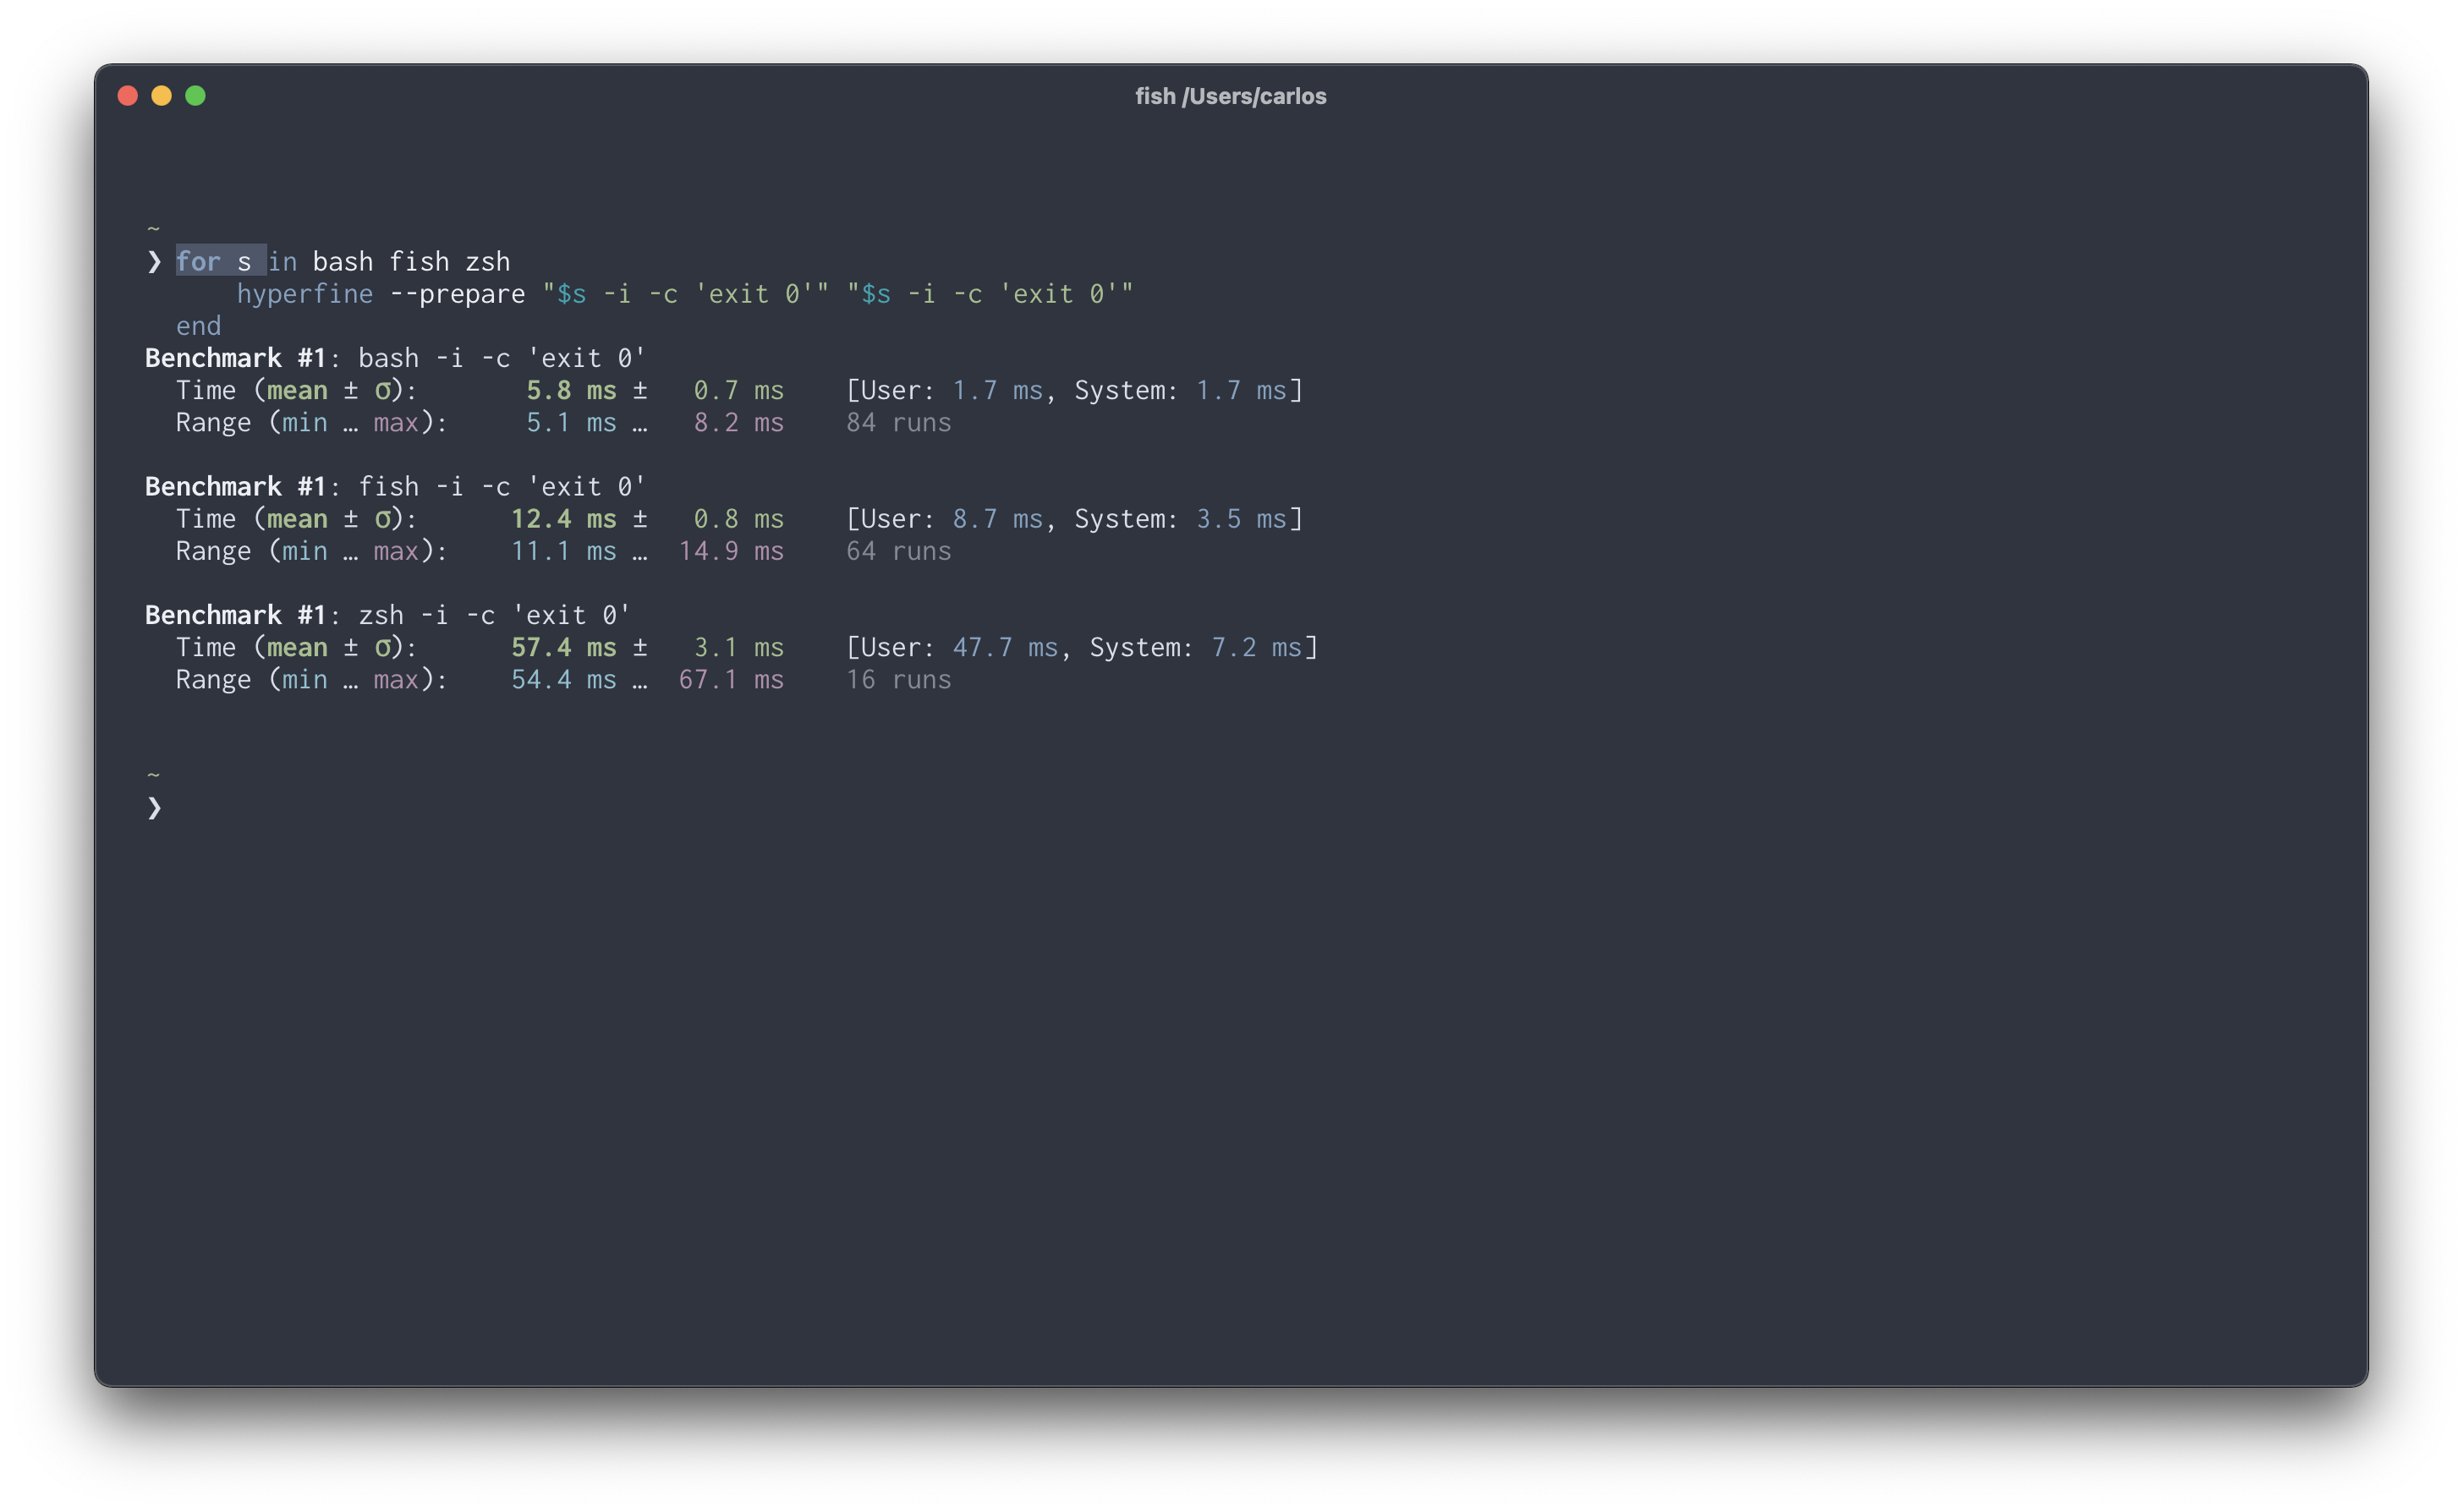 fish /Users/carlos
~
❯ for s in bash fish zsh
      hyperfine --prepare "$s -i -c 'exit 0'" "$s -i -c 'exit 0'"
  end
Benchmark #1: bash -i -c 'exit 0'
  Time (mean ± σ):       5.8 ms ±   0.7 ms    [User: 1.7 ms, System: 1.7 ms]
  Range (min … max):     5.1 ms …   8.2 ms    84 runs
Benchmark #1: fish -i -c 'exit 0'
  Time (mean ± σ):      12.4 ms ±   0.8 ms    [User: 8.7 ms, System: 3.5 ms]
  Range (min … max):    11.1 ms …  14.9 ms    64 runs
Benchmark #1: zsh -i -c 'exit 0'
  Time (mean ± σ):      57.4 ms ±   3.1 ms    [User: 47.7 ms, System: 7.2 ms]
  Range (min … max):    54.4 ms …  67.1 ms    16 runs
~
❯